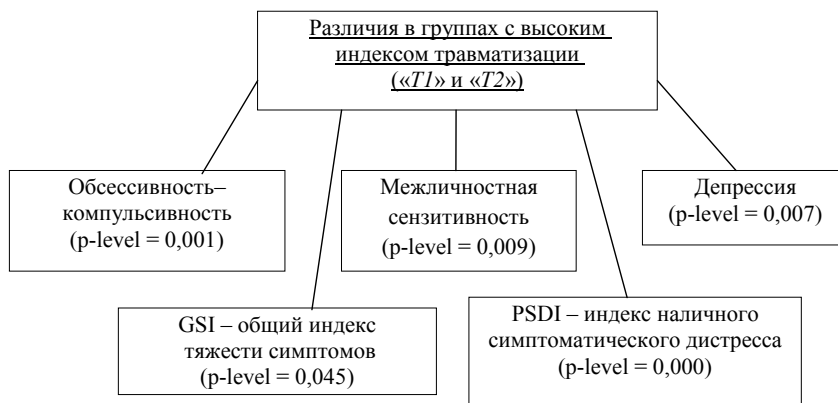 Различия в группах с высоким
индексом травматизации
(«T1» и «T2»)
Обсессивность–
компульсивность
(p-level = 0,001)
Межличностная
сензитивность
(p-level = 0,009)
Депрессия
(p-level = 0,007)
GSI – общий индекс
тяжести симптомов
(p-level = 0,045)
PSDI – индекс наличного
симптоматического дистресса
(p-level = 0,000)